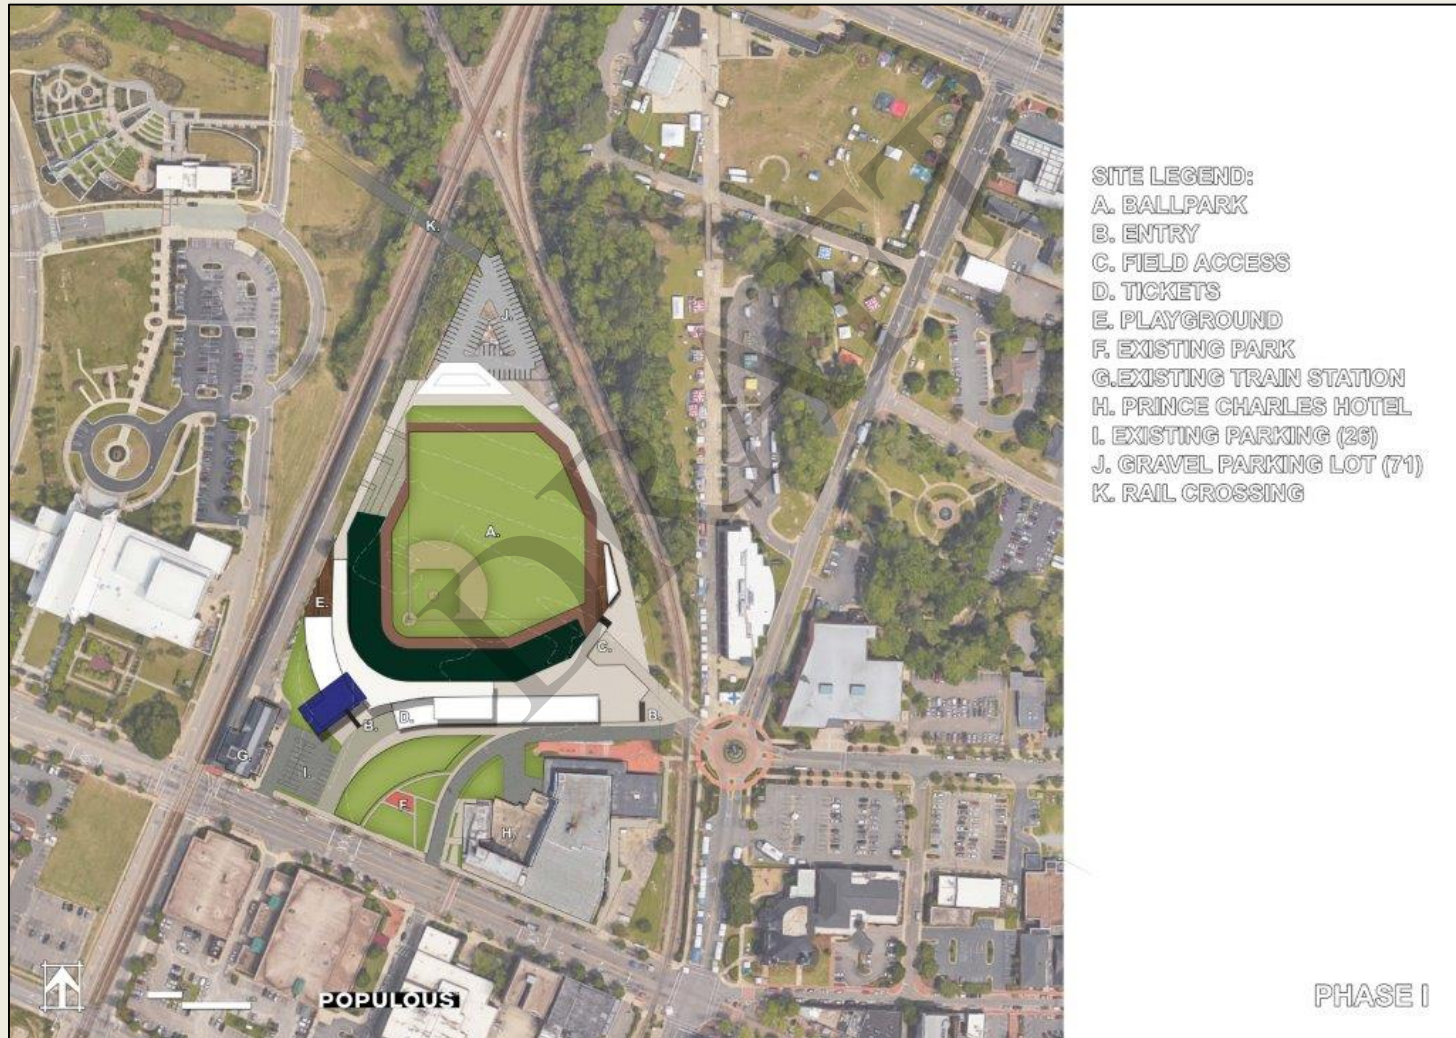 SITE LEGEND:
A. BALLPARK
B. ENTRY
C. FIELD ACCESS
D. TICKETS
E. PLAYGROUND
F. EXISTING PARK
G.EXISTING TRAIN STATION
H. PRINCE CHARLES HOTEL
I. EXISTING PARKING (26)
J. GRAVEL PARKING LOT (71)
K. RAIL CROSSING
K.
J.
A.
E.
C.
B.
D.
B.
G.
I.
F.
H.
DRAFT
POPULOUS
PHASE I